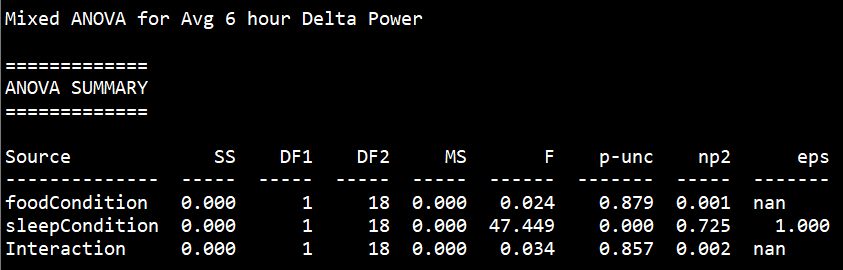 Mixed ANOVA for Avg 6 hour Delta Power
=============
ANOVA SUMMARY
=============
Source             SS    DF1    DF2     MS       F    p-unc    np2      eps
--------------  -----  -----  -----  -----  ------  -------  -----  -------
foodCondition   0.000      1     18  0.000   0.024    0.879  0.001  nan
sleepCondition  0.000      1     18  0.000  47.449    0.000  0.725    1.000
Interaction     0.000      1     18  0.000   0.034    0.857  0.002  nan